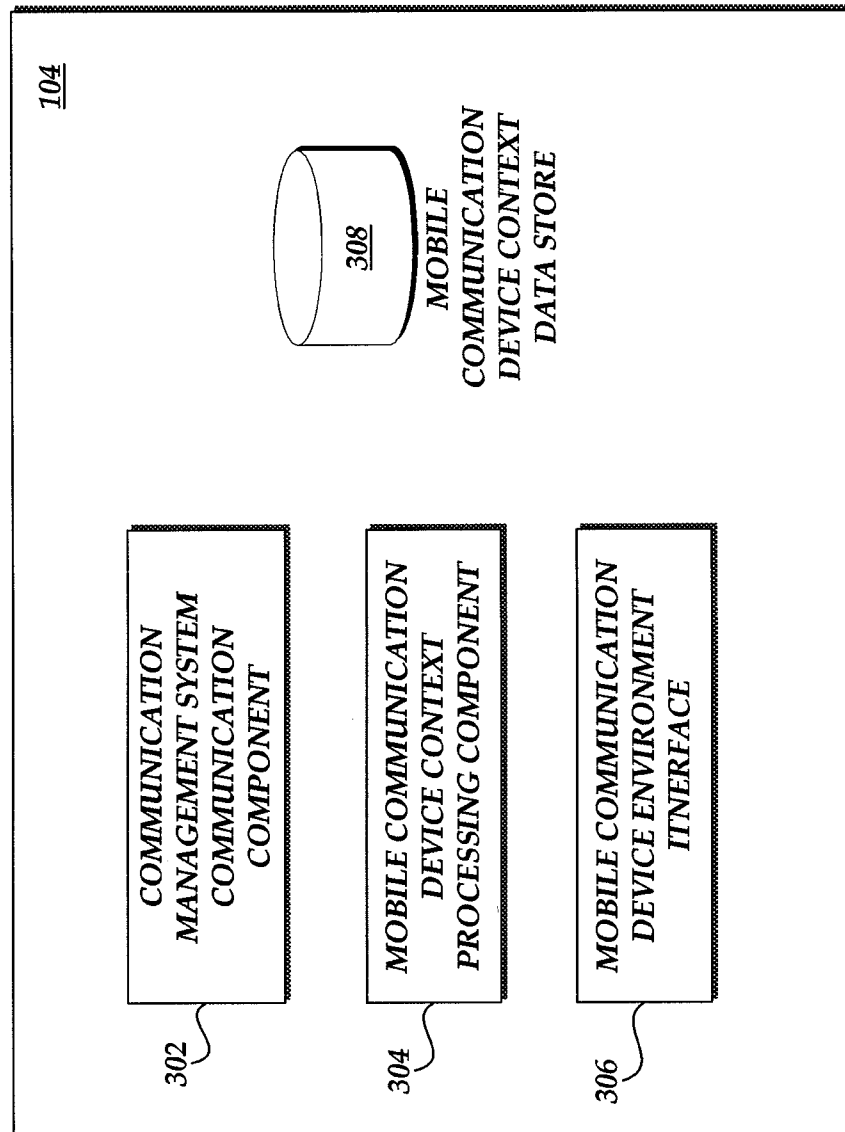 104
302
COMMUNICATION
MANAGEMENT SYSTEM
COMMUNICATION
COMPONENT
304
MOBILE COMMUNICATION
DEVICE CONTEXT
PROCESSING COMPONENT
306
MOBILE COMMUNICATION
DEVICE ENVIRONMENT
ITNERFACE
308
MOBILE
COMMUNICATION
DEVICE CONTEXT
DATA STORE